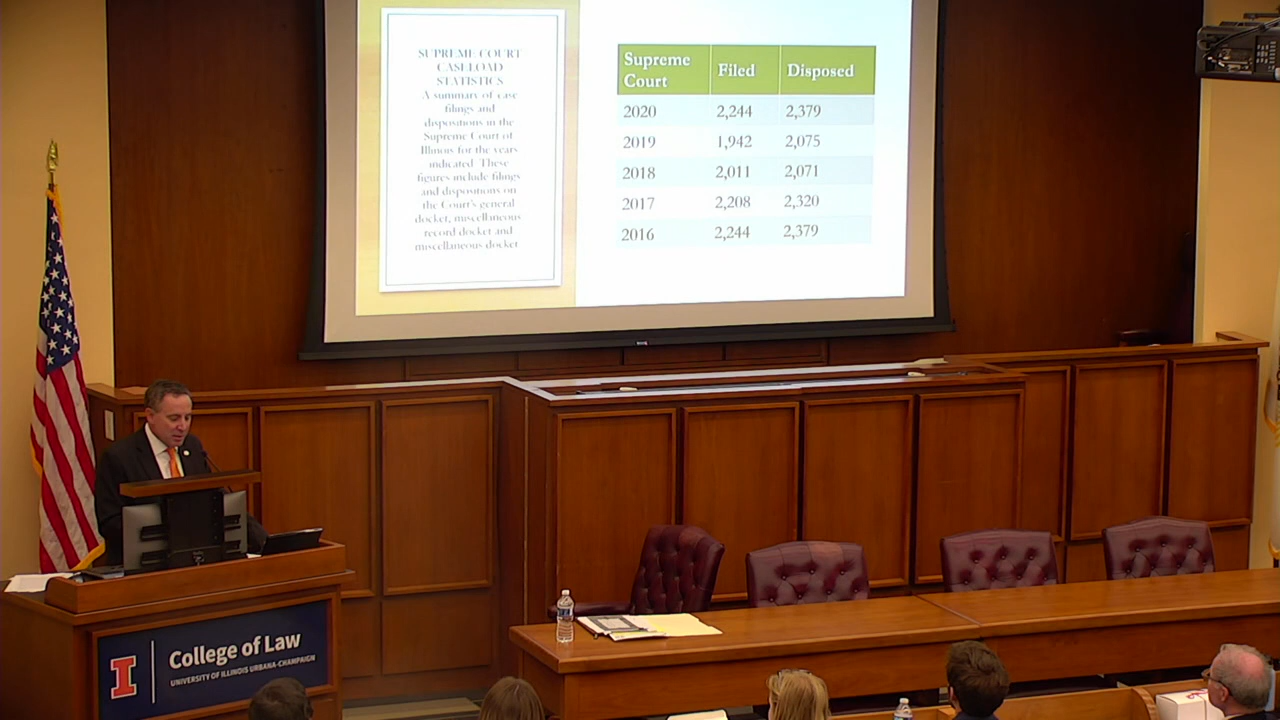 SUPREME COURT
CASELOAD
STATISTICS
A summary of case
filings and
dispositions in the
Supreme Court of
Illinois for the years
indicated. These
figures include filings
and dispositions on
the Court's general
docket, miscellaneous
record docket and
miscellaneous docket
Supreme Court Filed Disposed
2020 2,244 2,379
2019 1,942 2,075
2018 2,011 2,071
2017 2,208 2,320
2016 2,244 2,379
I College of Law
UNIVERSITY OF ILLINOIS URBANA-CHAMPAIGN